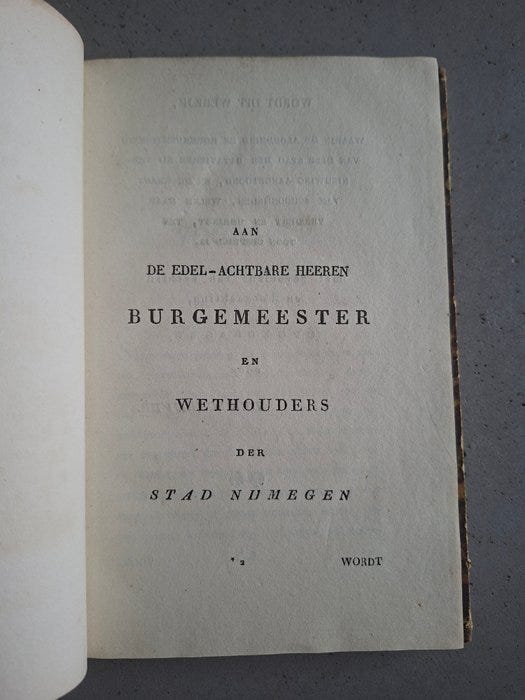 AAN
DE EDEL-ACHTBARE HEEREN
BURGEMEESTER
EN
WETHOUDERS
DER
STAD NIJMEGEN
*2 WORDT